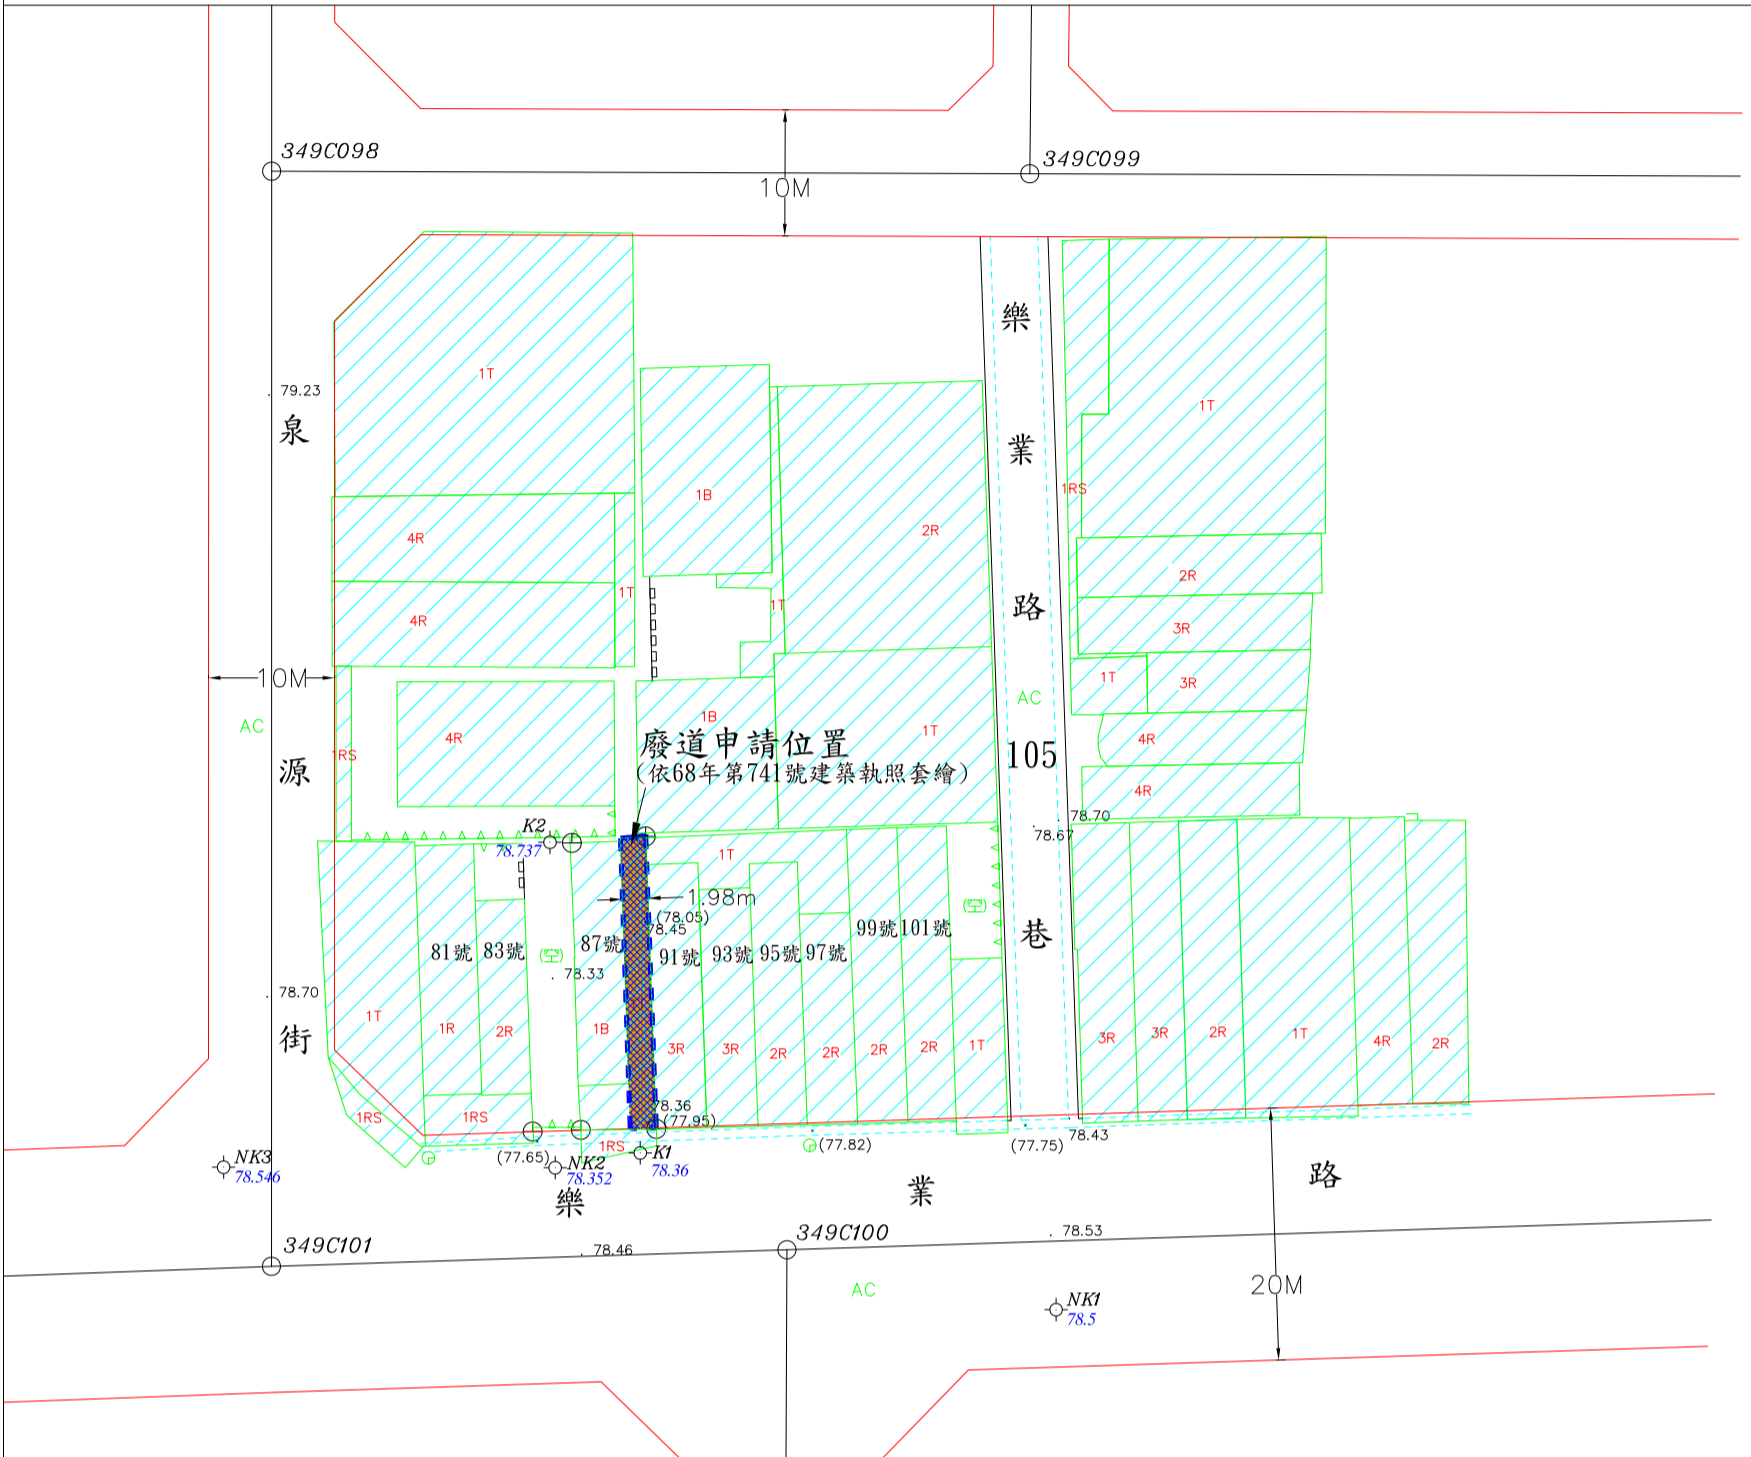 349C098
349C099
10M
樂
79.23
1T
1T
泉
業
1B
1RS
2R
4R
2R
1T
1T
路
4R
3R
10M
1T
3R
AC
AC
1B
1T
4R
4R
廢道申請位置
105
1RS
源
(依68年第741號建築執照套繪)
4R
78.70
K2
78.67
78.737
1T
1.98m
(78.05)
78.45
99號
101號
巷
81號
83號
87號
91號
93號
95號
97號
78.33
78.70
1T
街
1R
2R
1B
3R
3R
2R
2R
2R
2R
1T
3R
3R
2R
1T
4R
2R
1RS
1RS
78.36
(77.95)
(77.82)
(77.75)
78.43
1RS
(77.65)
K1
78.36
NK3
78.546
NK2
78.352
樂
業
路
349C101
78.46
349C100
78.53
AC
20M
NK1
78.5